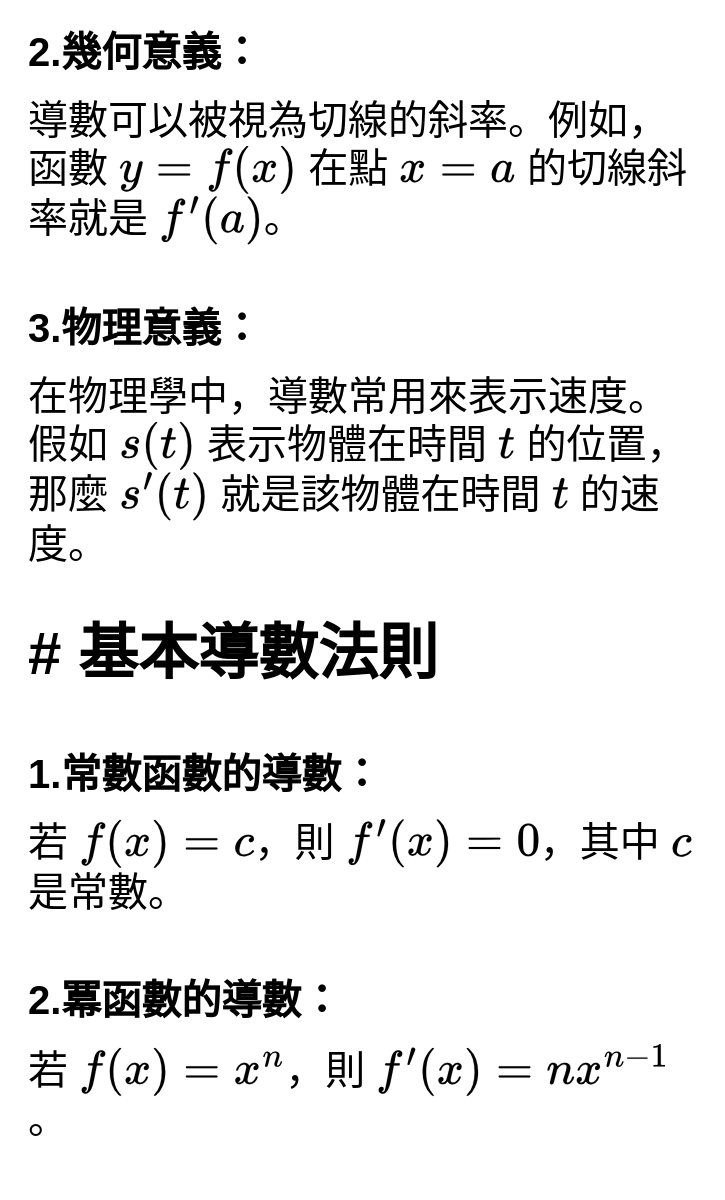 2.幾何意義：
導數可以被視為切線的斜率。例如，
函數 y = f(x) 在點 x = a 的切線斜
率就是 f′(a)。
3.物理意義：
在物理學中，導數常用來表示速度。
假如 s(t) 表示物體在時間 t 的位置，
那麼 s′(t) 就是該物體在時間 t 的速
度。
# 基本導數法則
1.常數函數的導數：
若 f(x) = c，則 f′(x) = 0，其中 c
是常數。
2.冪函數的導數：
若 f(x) = xⁿ，則 f′(x) = nxⁿ⁻¹
。